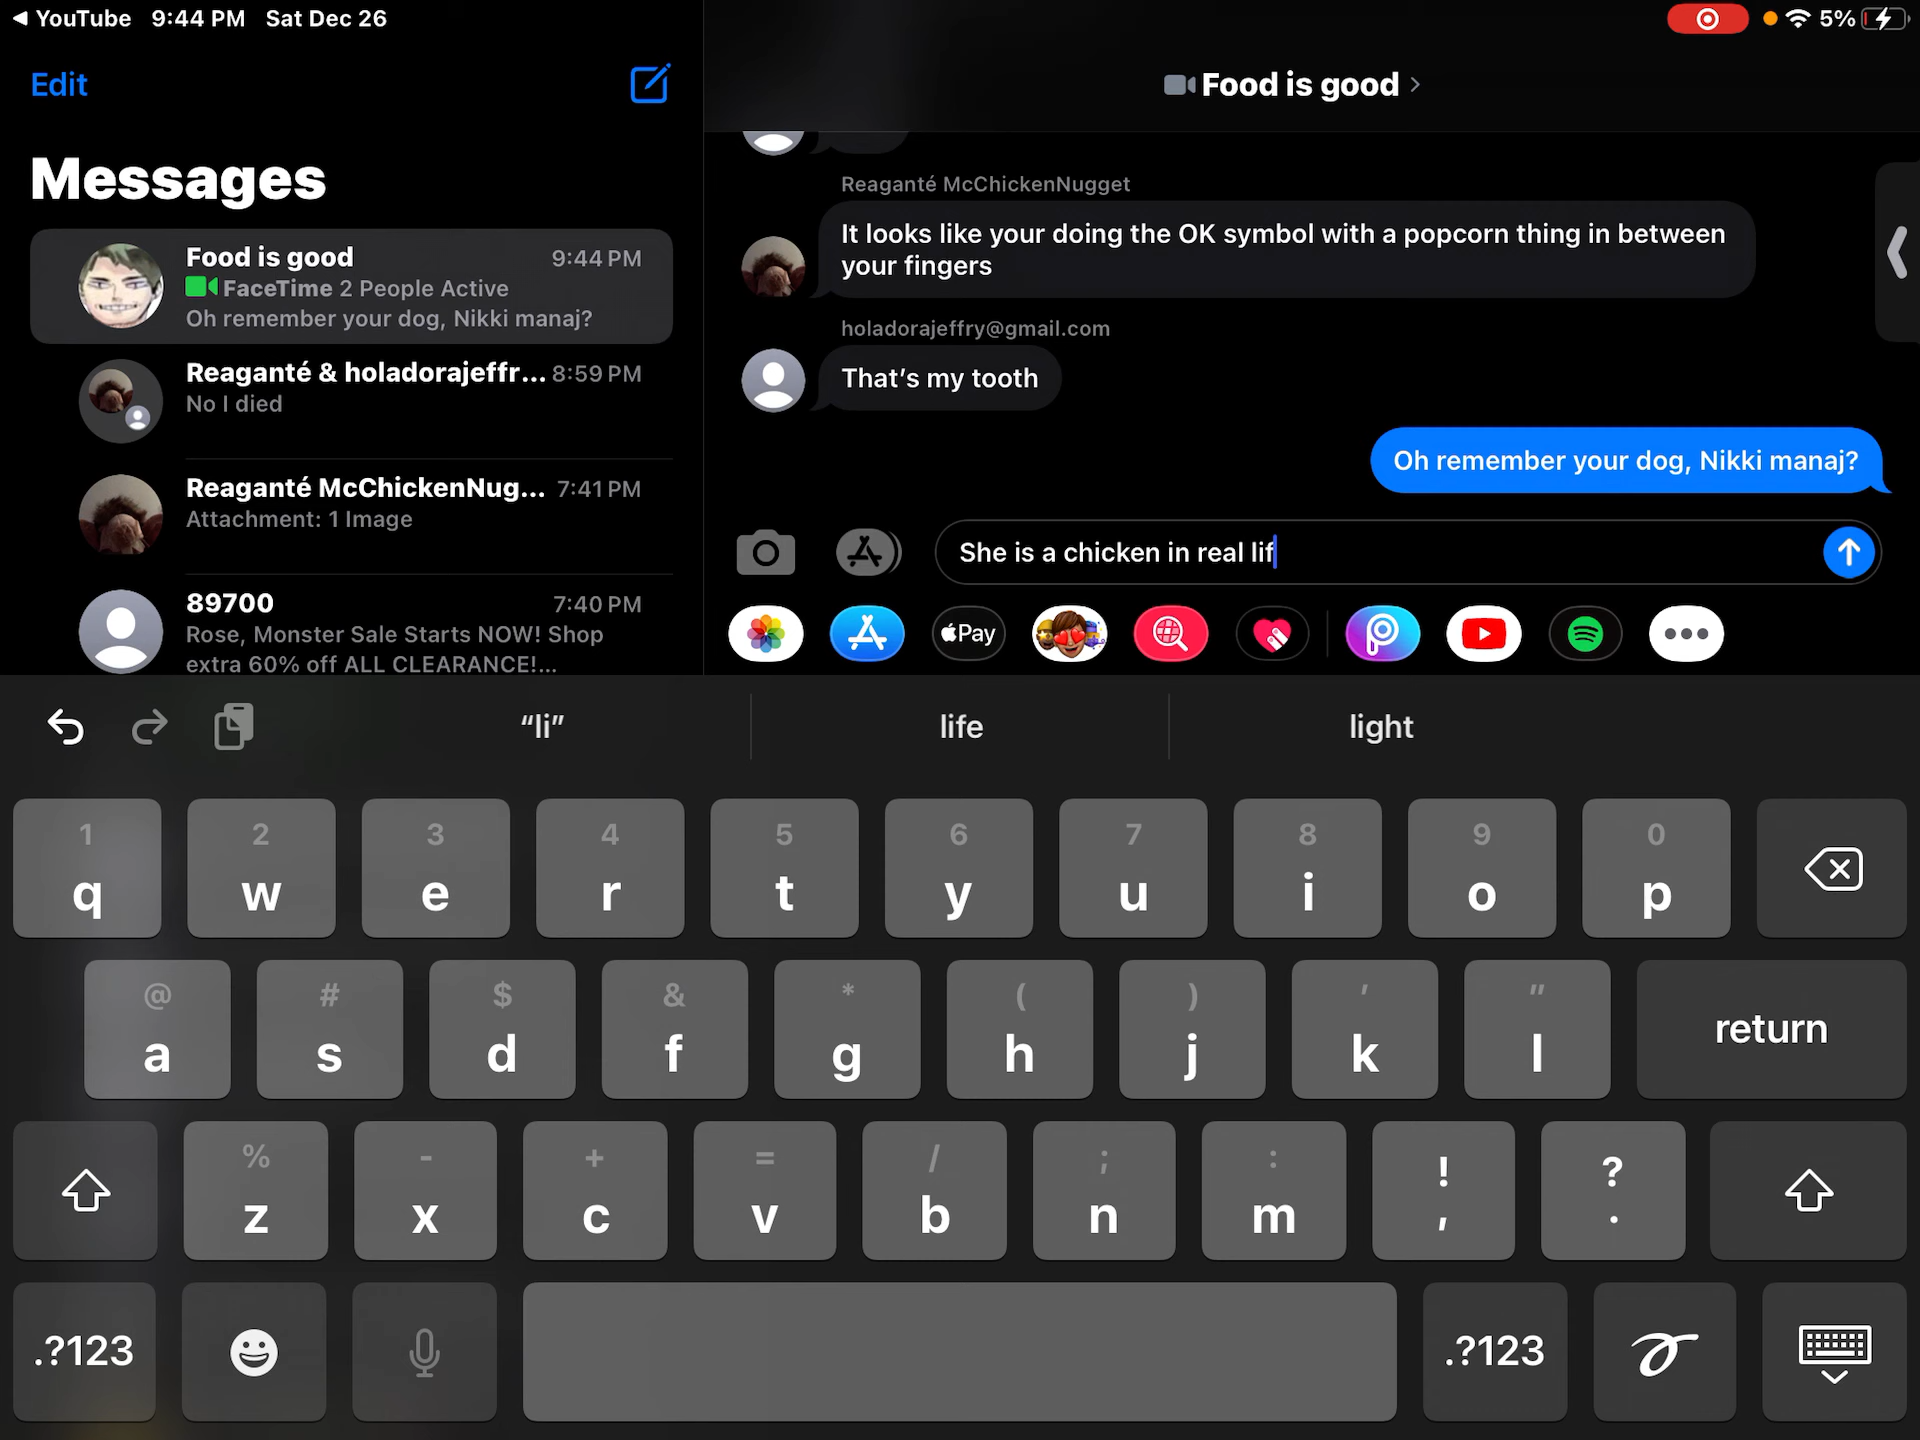 YouTube 9:44 PM Sat Dec 26
5%
Edit
Messages
Food is good 9:44 PM
FaceTime 2 People Active
Oh remember your dog, Nikki manaj?
Reaganté & holadorajeffr... 8:59 PM
No I died
Reaganté McChickenNug... 7:41 PM
Attachment: 1 Image
89700 7:40 PM
Rose, Monster Sale Starts NOW! Shop
extra 60% off ALL CLEARANCE!...
Food is good
Reaganté McChickenNugget
It looks like your doing the OK symbol with a popcorn thing in between
your fingers
holadorajeffry@gmail.com
That’s my tooth
Oh remember your dog, Nikki manaj?
She is a chicken in real lif
Pay
“li” life light
1 2 3 4 5 6 7 8 9 0
q w e r t y u i o p
@ # $ & * ( ) ' "
a s d f g h j k l return
% - + = / ; : ! ?
z x c v b n m , .
.?123 .?123